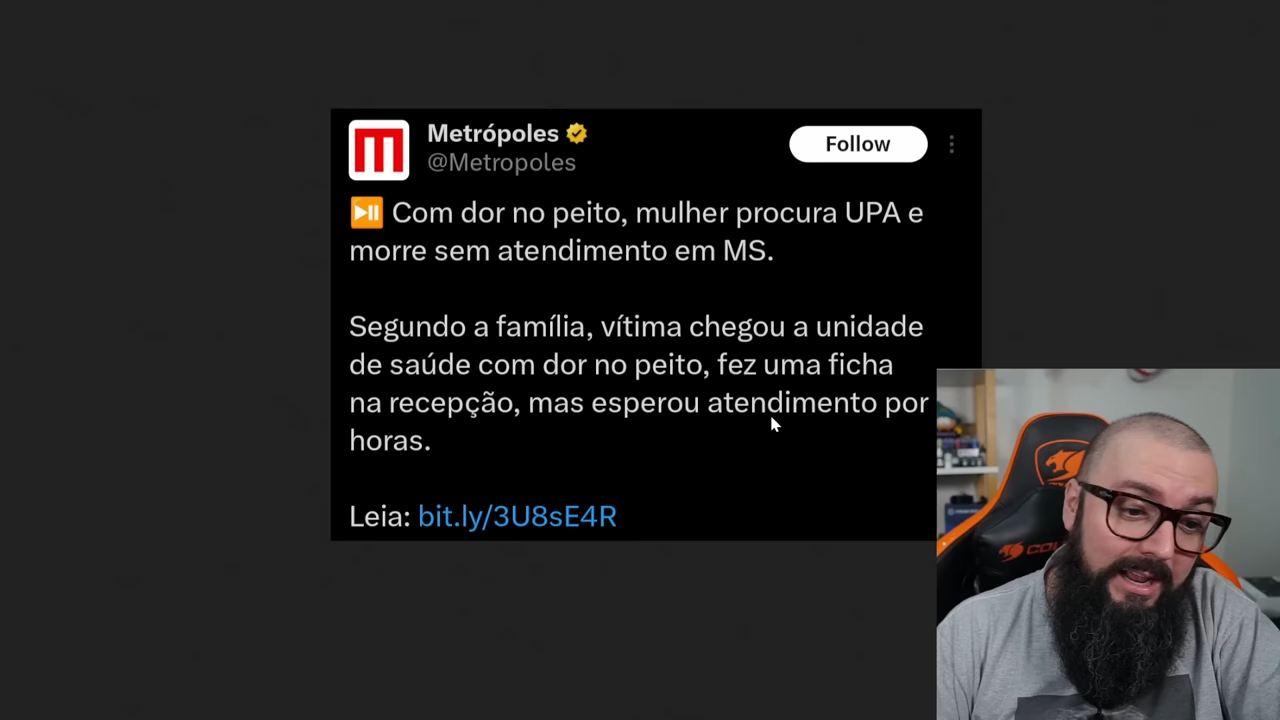 Metrópoles
@Metropoles
Follow
Com dor no peito, mulher procura UPA e
morre sem atendimento em MS.
Segundo a família, vítima chegou a unidade
de saúde com dor no peito, fez uma ficha
na recepção, mas esperou atendimento por
horas.
Leia: bit.ly/3U8sE4R